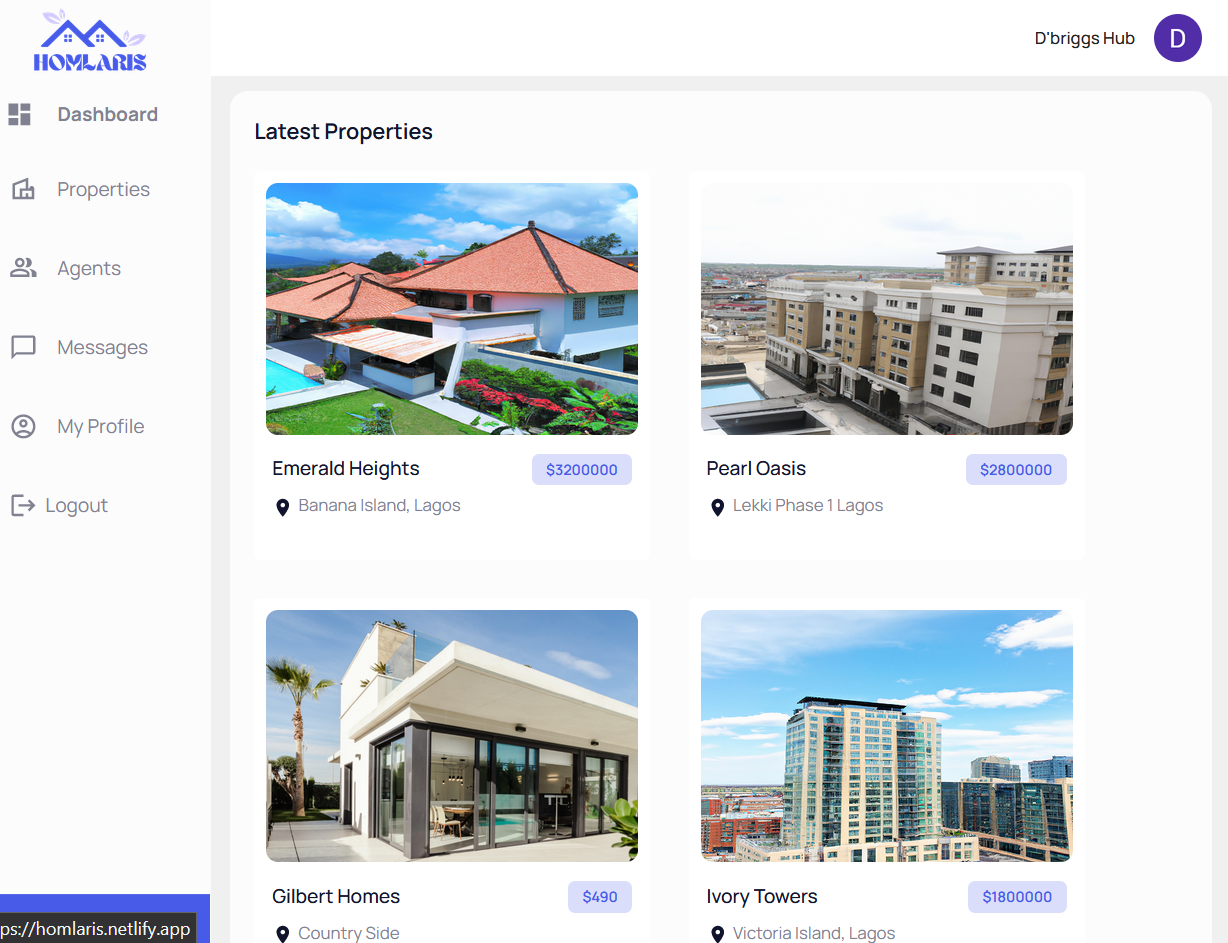 HOMLARIS
D'briggs Hub
D
Dashboard
Properties
Agents
Messages
My Profile
Logout
Latest Properties
Emerald Heights
$3200000
Banana Island, Lagos
Pearl Oasis
$2800000
Lekki Phase 1 Lagos
Gilbert Homes
$490
Country Side
Ivory Towers
$1800000
Victoria Island, Lagos
ps://homlaris.netlify.app